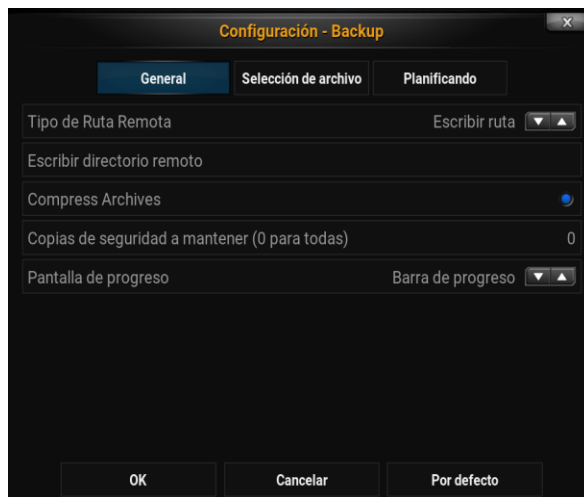 Configuración - Backup X
General Selección de archivo Planificando
Tipo de Ruta Remota Escribir ruta
Escribir directorio remoto
Compress Archives
Copias de seguridad a mantener (0 para todas) 0
Pantalla de progreso Barra de progreso
OK Cancelar Por defecto